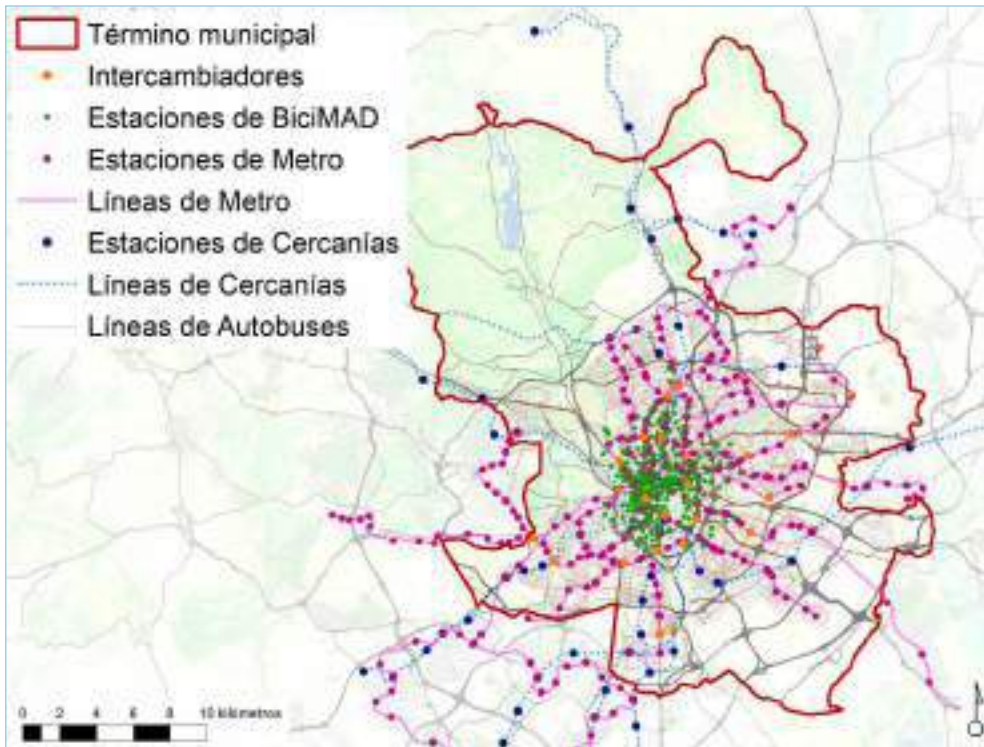 Término municipal
Intercambiadores
Estaciones de BiciMAD
Estaciones de Metro
Líneas de Metro
Estaciones de Cercanías
Líneas de Cercanías
Líneas de Autobuses
0 2 4 6 8 10 kilómetros